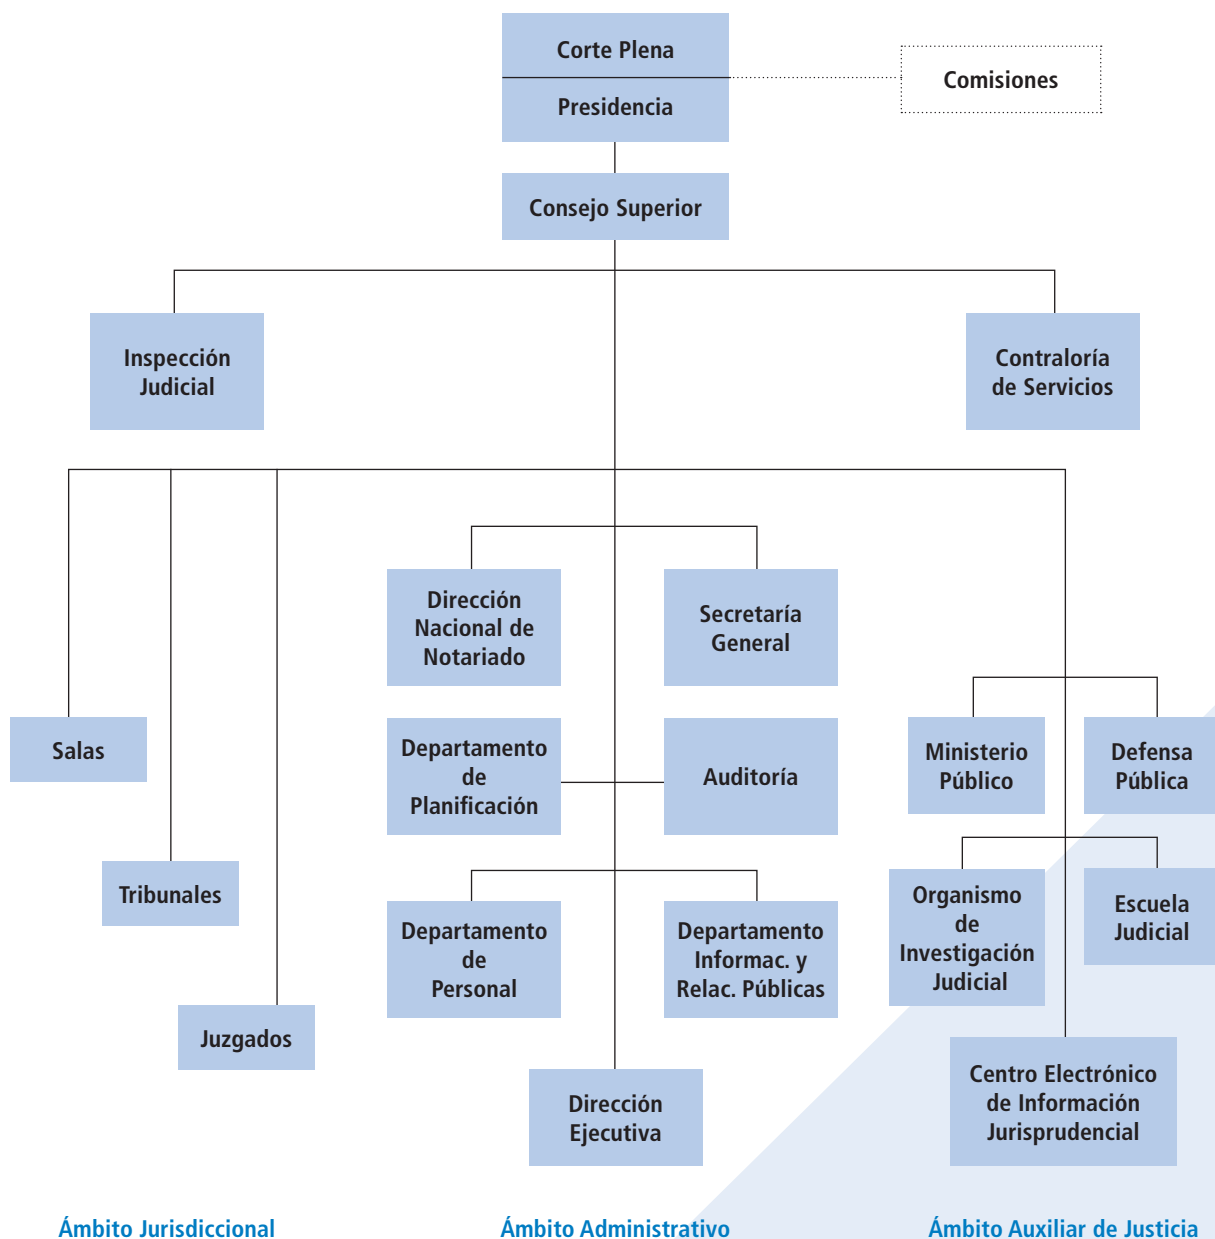 Corte Plena
Comisiones
Presidencia
Consejo Superior
Inspección
Judicial
Contraloría
de Servicios
Dirección
Nacional de
Notariado
Secretaría
General
Salas
Departamento
de
Planificación
Auditoría
Ministerio
Público
Defensa
Pública
Tribunales
Departamento
de
Personal
Departamento
Informac. y
Relac. Públicas
Organismo
de
Investigación
Judicial
Escuela
Judicial
Juzgados
Dirección
Ejecutiva
Centro Electrónico
de Información
Jurisprudencial
Ámbito Jurisdiccional
Ámbito Administrativo
Ámbito Auxiliar de Justicia